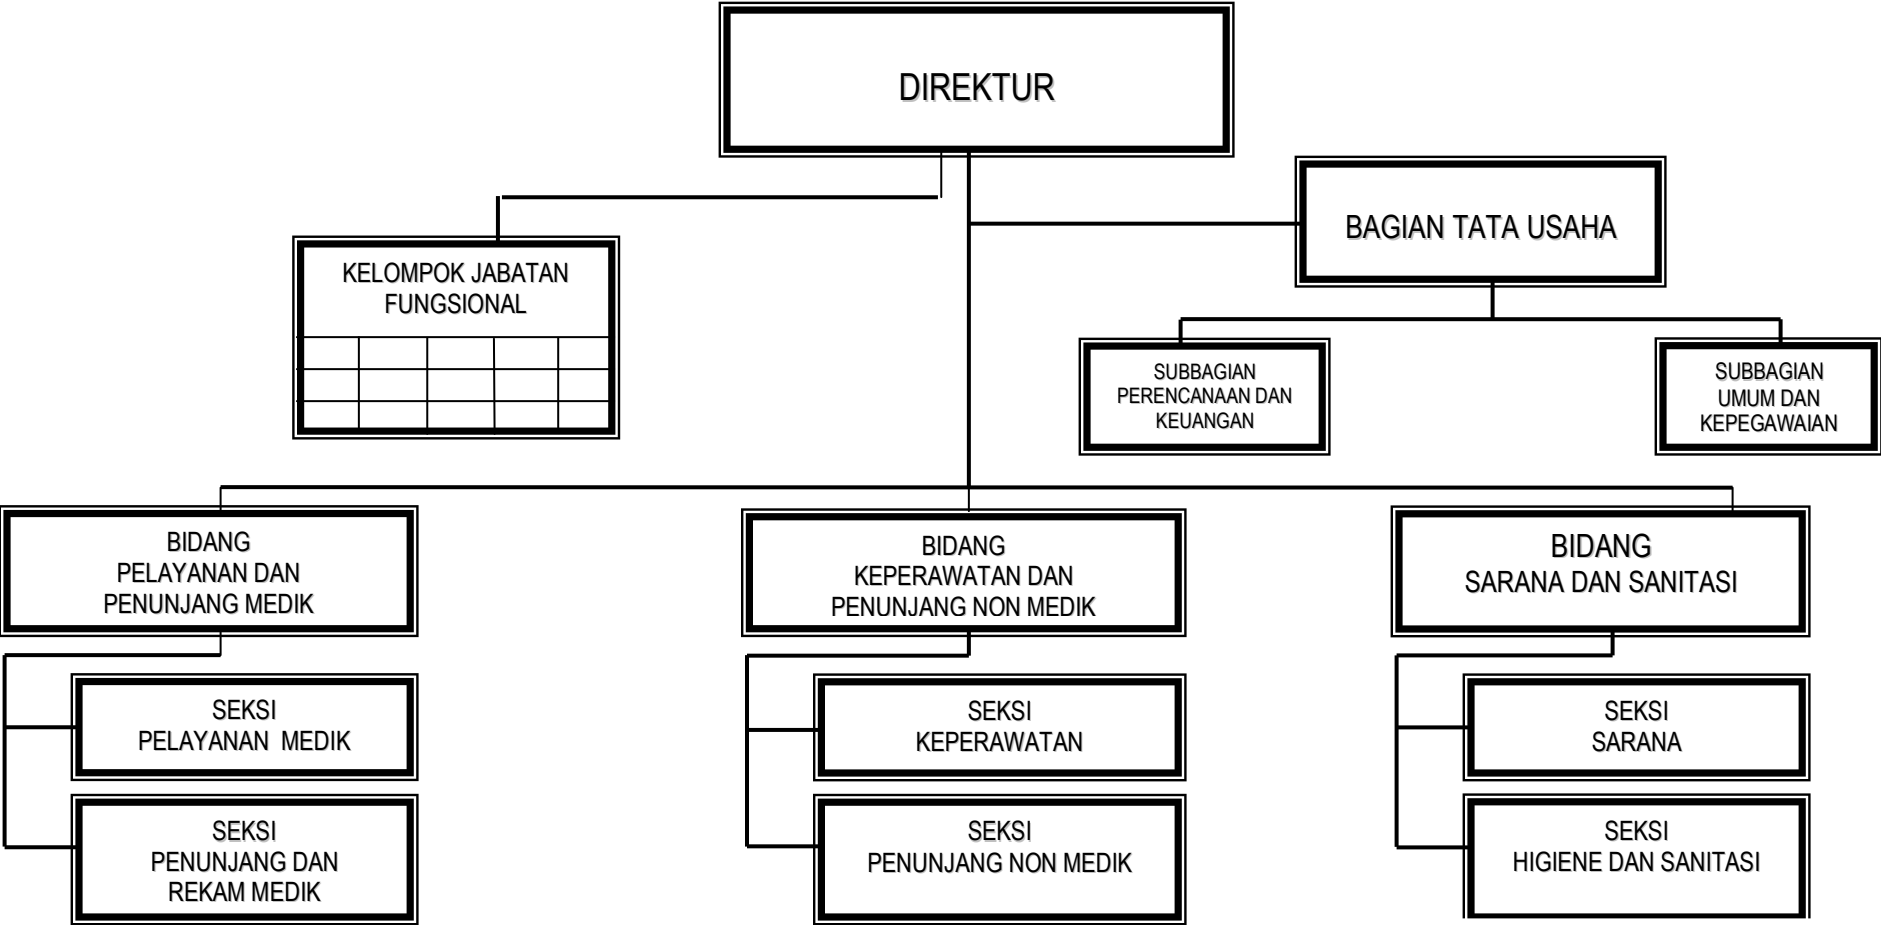 DIREKTUR
BAGIAN TATA USAHA
KELOMPOK JABATAN
FUNGSIONAL
SUBBAGIAN
PERENCANAAN DAN
KEUANGAN
SUBBAGIAN
UMUM DAN
KEPEGAWAIAN
BIDANG
PELAYANAN DAN
PENUNJANG MEDIK
BIDANG
KEPERAWATAN DAN
PENUNJANG NON MEDIK
BIDANG
SARANA DAN SANITASI
SEKSI
PELAYANAN  MEDIK
SEKSI
KEPERAWATAN
SEKSI
SARANA
SEKSI
PENUNJANG DAN
REKAM MEDIK
SEKSI
PENUNJANG NON MEDIK
SEKSI
HIGIENE DAN SANITASI